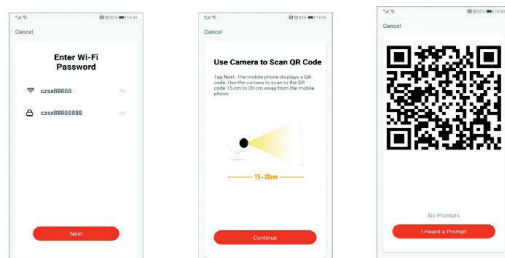 Cancel
Enter Wi-Fi
Password
czsx88888
czsx88888888
Next
Cancel
Use Camera to Scan QR Code
Tap Next. The mobile phone displays a QR
code. Use the camera to scan to the QR
code 15 cm to 20 cm away from the mobile
phone.
15-20cm
Continue
Cancel
No Prompts
I Heard a Prompt